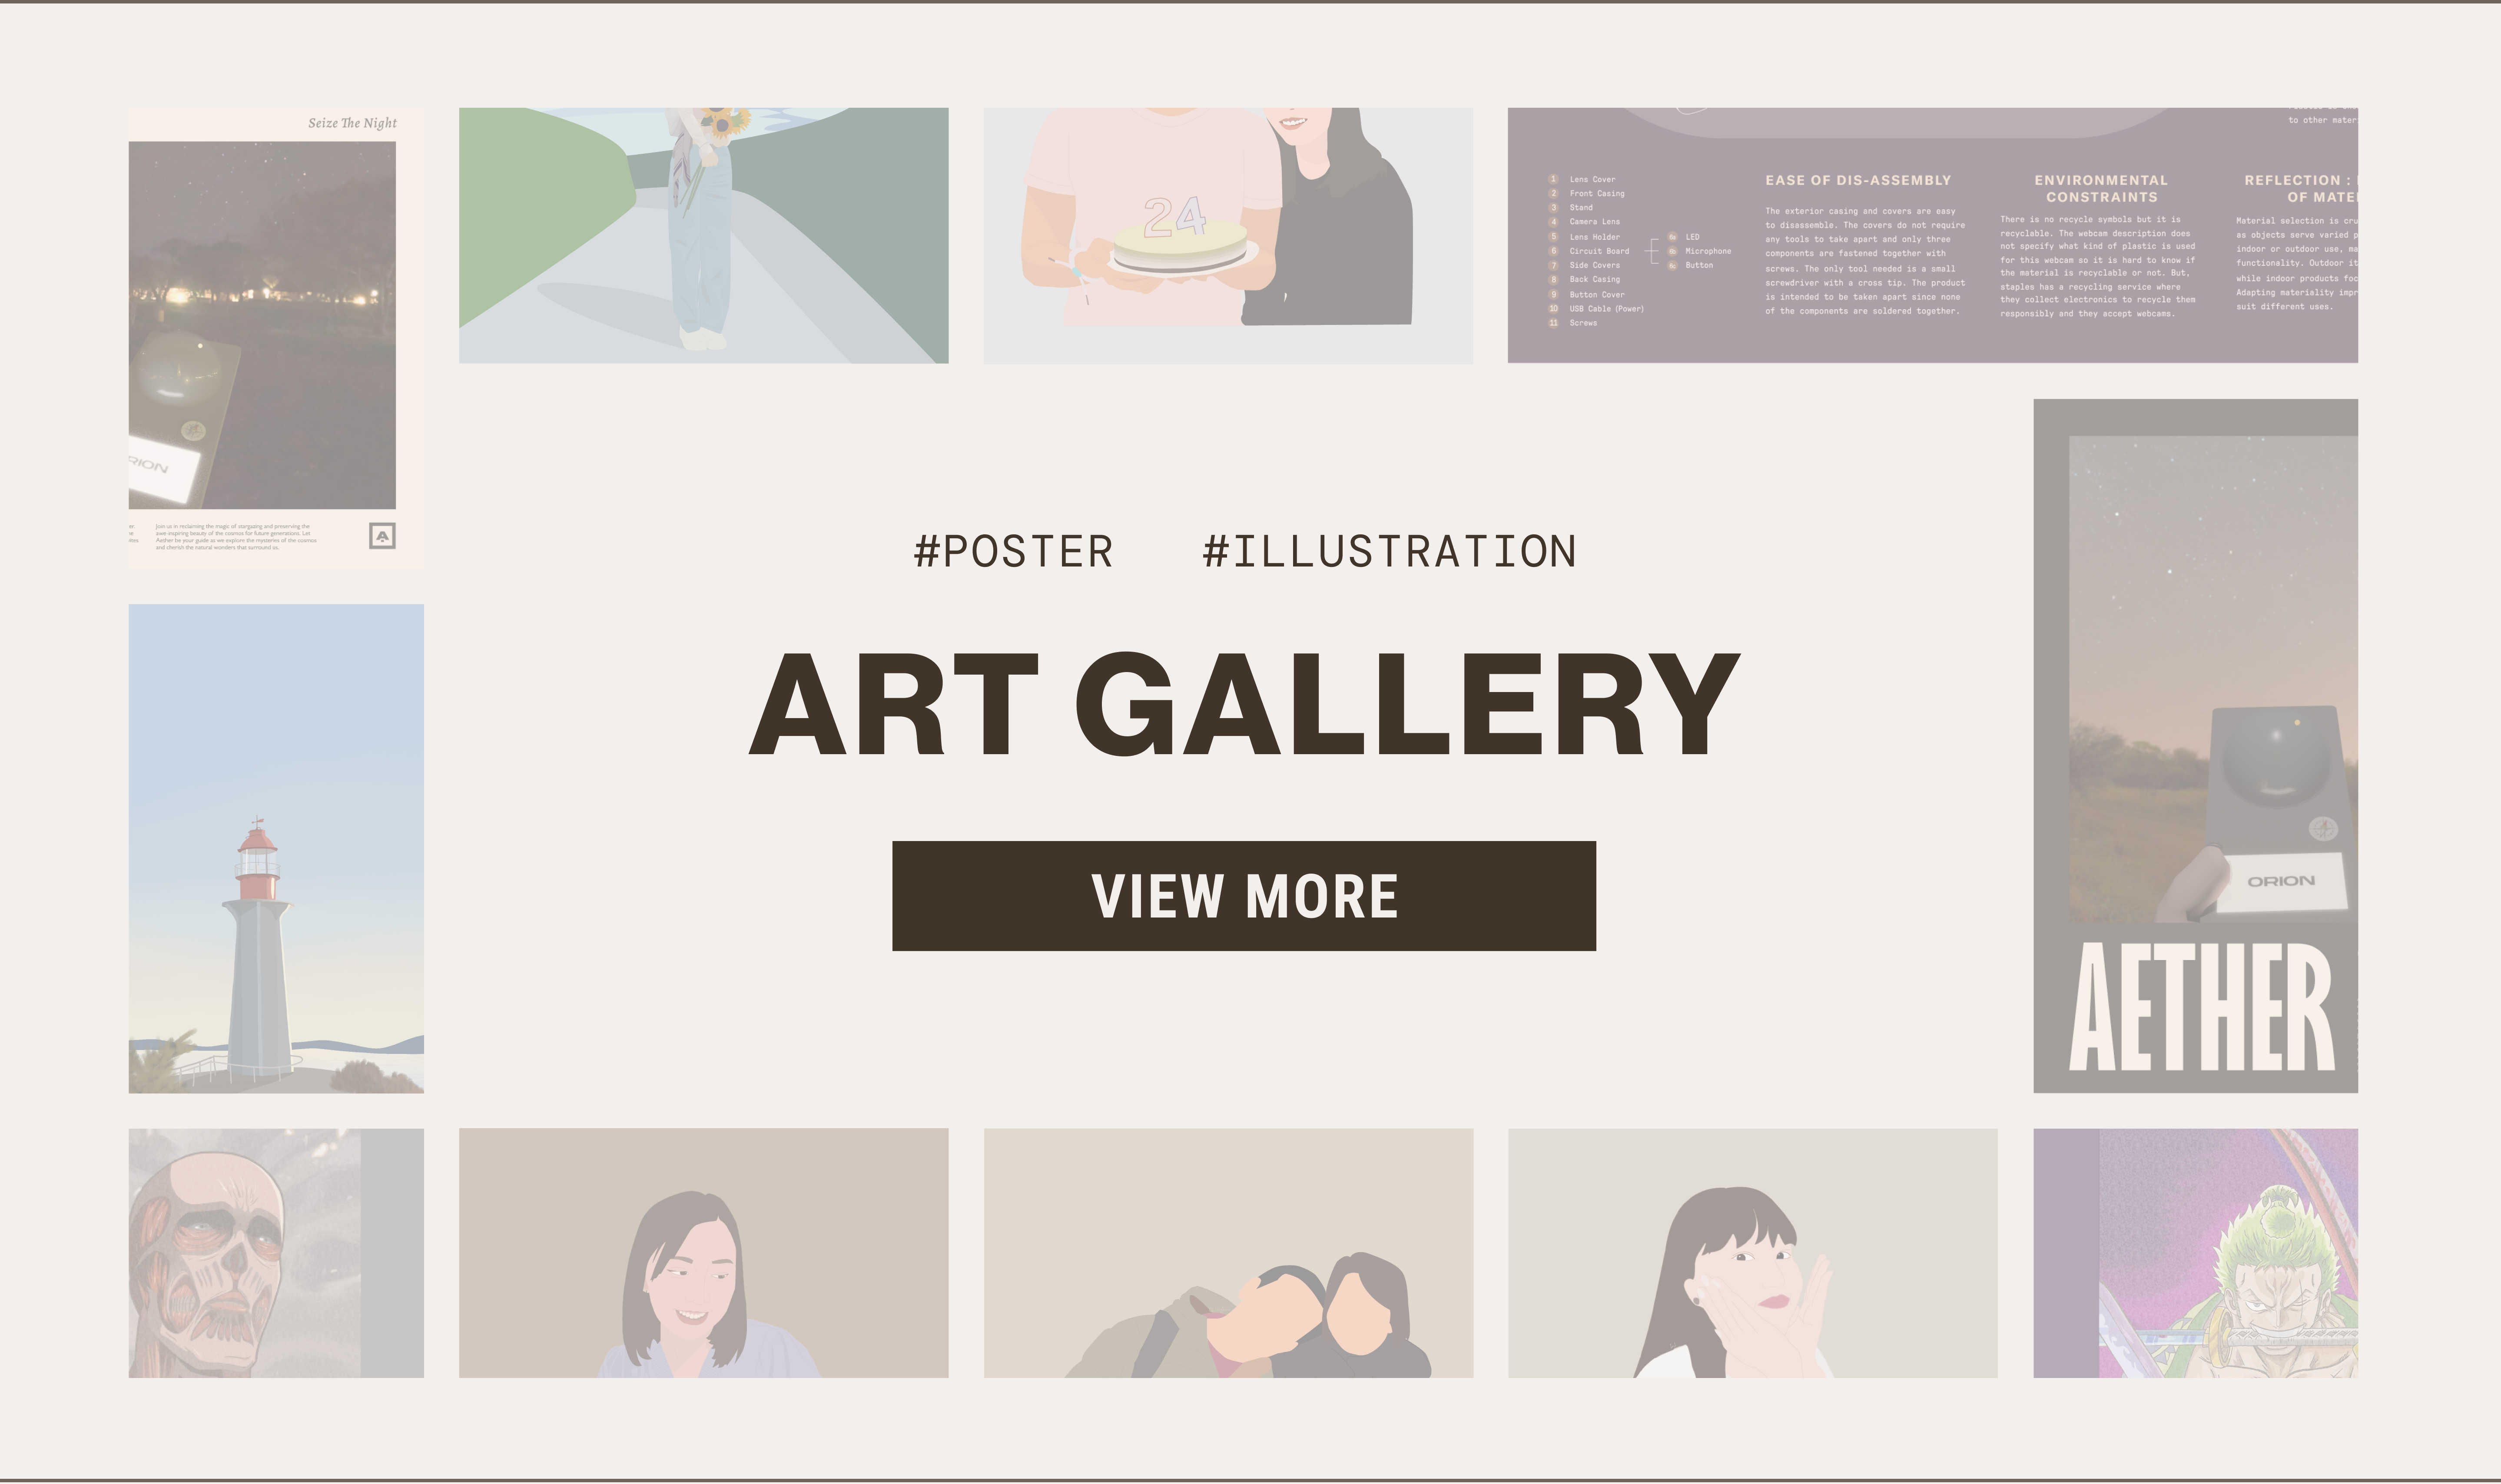 Seize The Night
RION
Join us in reclaiming the magic of stargazing and preserving the
awe-inspiring beauty of the cosmos for future generations. Let
Aether be your guide as we explore the mysteries of the cosmos
and cherish the natural wonders that surround us.
A
24
to other mater
1 Lens Cover
2 Front Casing
3 Stand
4 Camera Lens
5 Lens Holder
6 Circuit Board
7 Side Covers
8 Back Casing
9 Button Cover
10 USB Cable (Power)
11 Screws
LED
Microphone
Button
EASE OF DIS-ASSEMBLY
The exterior casing and covers are easy
to disassemble. The covers do not require
any tools to take apart and only three
components are fastened together with
screws. The only tool needed is a small
screwdriver with a cross tip. The product
is intended to be taken apart since none
of the components are soldered together.
ENVIRONMENTAL
CONSTRAINTS
There is no recycle symbols but it is
recyclable. The webcam description does
not specify what kind of plastic is used
for this webcam so it is hard to know if
the material is recyclable or not. But,
staples has a recycling service where
they collect electronics to recycle them
responsibly and they accept webcams.
REFLECTION :
OF MATE
Material selection is cru
as objects serve varied p
indoor or outdoor use, ma
functionality. Outdoor it
while indoor products foc
Adapting materiality impr
suit different uses.
#POSTER #ILLUSTRATION
ART GALLERY
VIEW MORE
ORION
AETHER